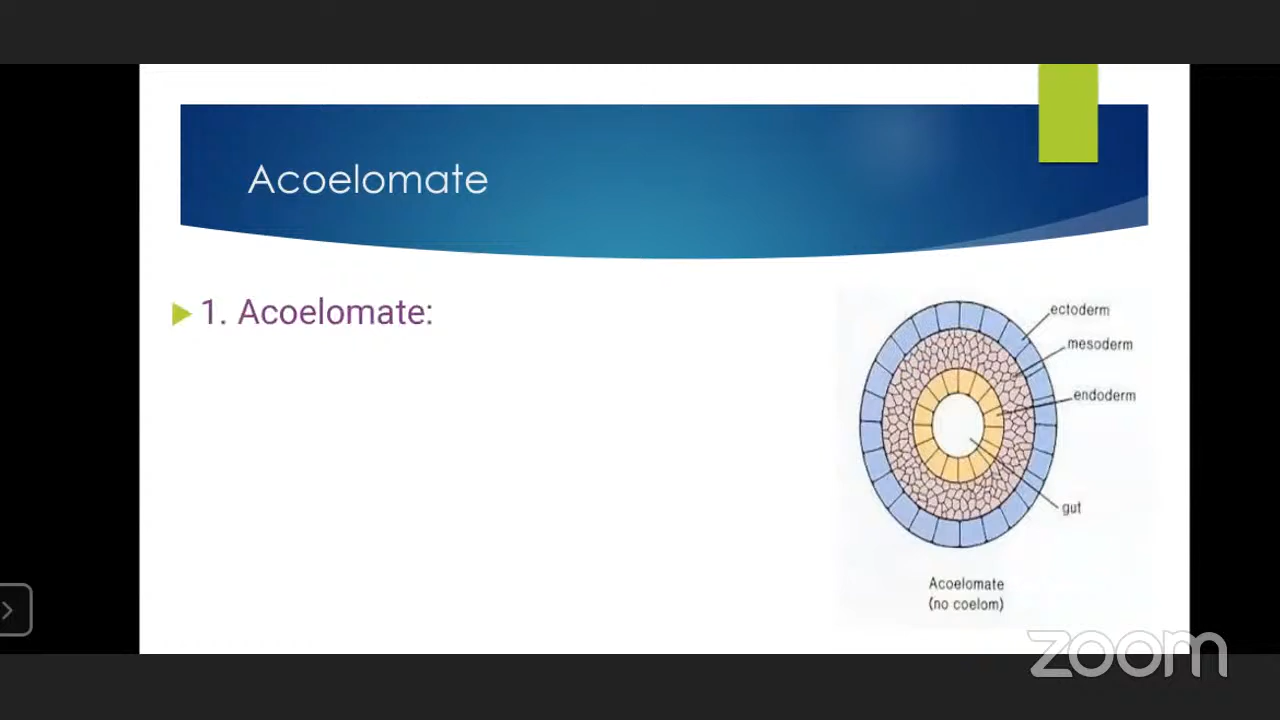 Acoelomate
1. Acoelomate:
ectoderm
mesoderm
endoderm
gut
Acoelomate
(no coelom)
zoom